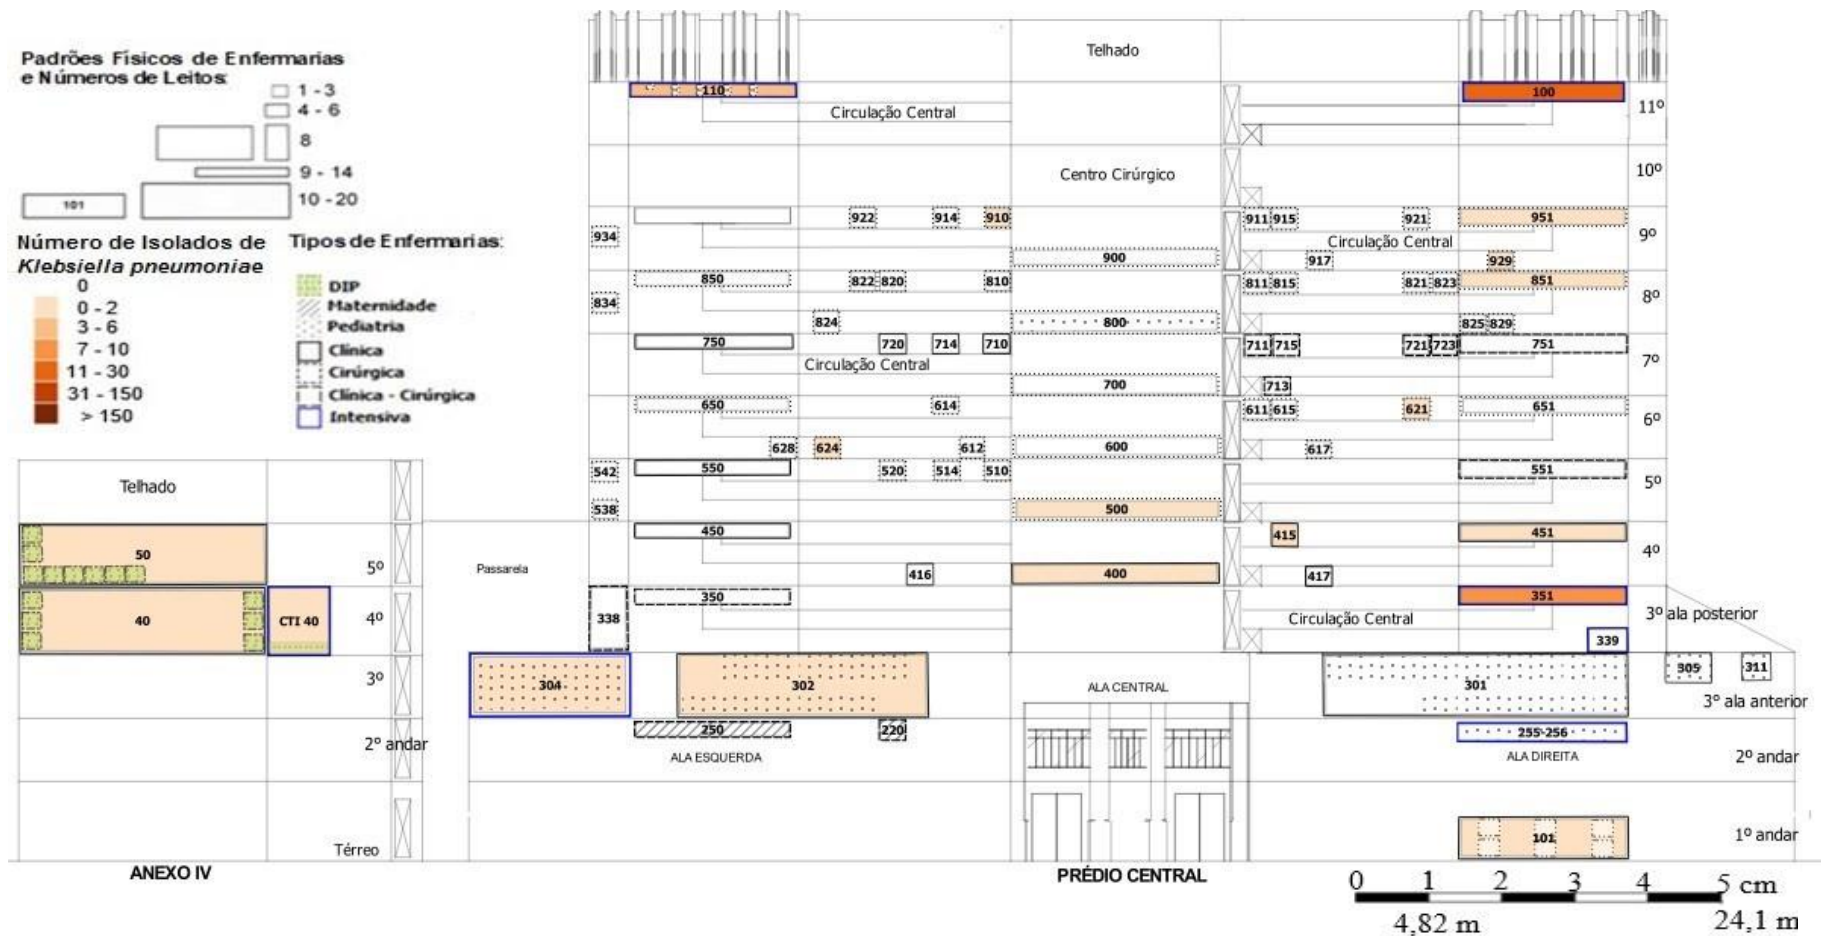 Padrões Físicos de Enfermarias
e Números de Leitos:
1 - 3
4 - 6
8
9 - 14
101 10 - 20
Número de Isolados de
Klebsiella pneumoniae
0
0 - 2
3 - 6
7 - 10
11 - 30
31 - 150
> 150
Tipos de Enfermarias:
DIP
Maternidade
Pediatria
Clínica
Cirúrgica
Clínica - Cirúrgica
Intensiva
Telhado
110 100
Circulação Central 11º
Centro Cirúrgico 10º
922 914 910 911 915 921 951
934 Circulação Central 9º
900 917 929
850 822 820 810 811 815 821 823 851
834 8º
824 800 825 829
750 720 714 710 711 715 721 723 751
Circulação Central 7º
700 713
650 614 611 615 621 651
6º
628 624 612 600 617
542 550 520 514 510 551
5º
538 500
450 415 451
4º
416 400 417
350 351
338 Circulação Central 3º ala posterior
339
Passarela
304 302 ALA CENTRAL 301 305 311
3º ala anterior
250 220 255-256
ALA ESQUERDA ALA DIREITA 2º andar
101 1º andar
PRÉDIO CENTRAL
Telhado
50 5º
40 CTI 40 4º
3º
2º andar
Térreo
ANEXO IV
0 1 2 3 4 5 cm
4,82 m 24,1 m